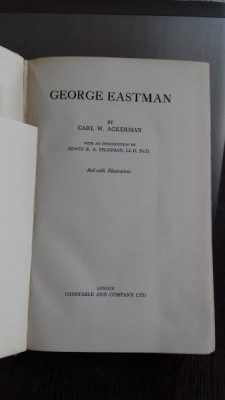 GEORGE EASTMAN
BY
CARL W. ACKERMAN
WITH AN INTRODUCTION BY
EDWIN R. A. SELIGMAN, LL.D., Ph.D.
And with Illustrations
LONDON
CONSTABLE AND COMPANY LTD